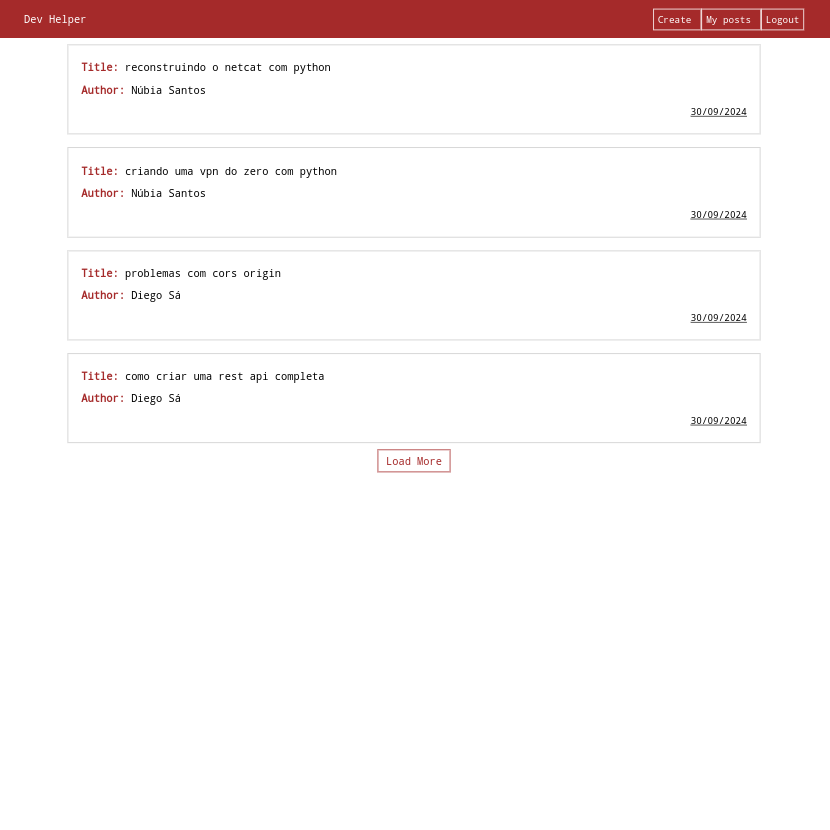 Dev Helper
Create My posts Logout
Title: reconstruindo o netcat com python
Author: Núbia Santos
30/09/2024
Title: criando uma vpn do zero com python
Author: Núbia Santos
30/09/2024
Title: problemas com cors origin
Author: Diego Sá
30/09/2024
Title: como criar uma rest api completa
Author: Diego Sá
30/09/2024
Load More